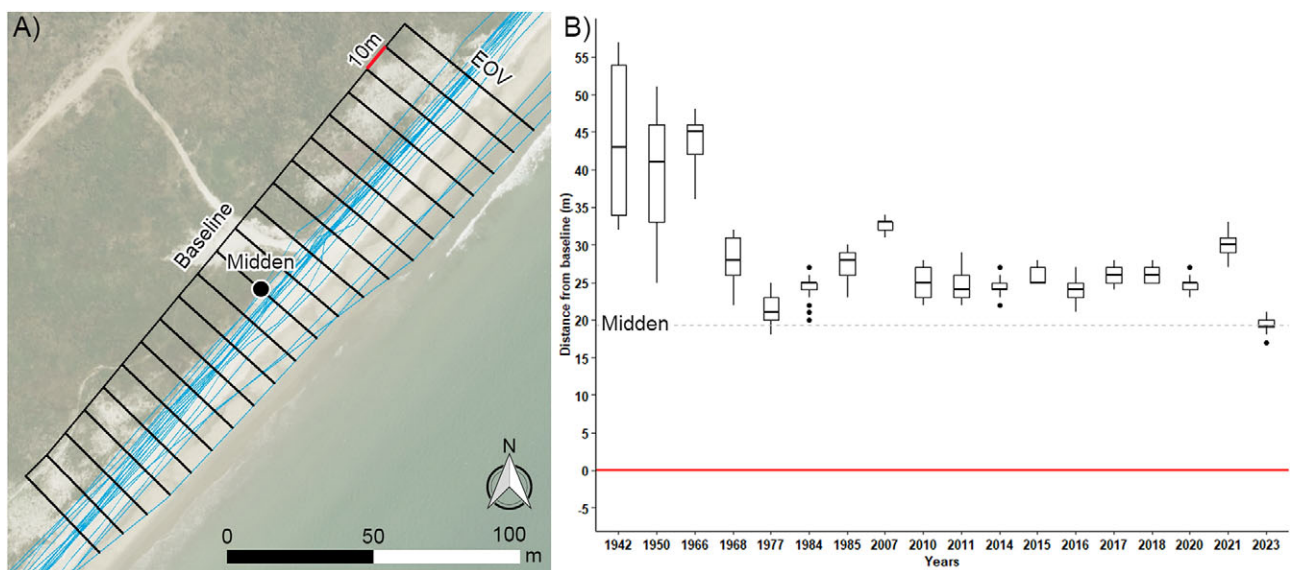 A)
10m
EOV
Baseline
Midden
N
0 50 100
m
B)
Distance from baseline (m)
55
50
45
40
35
30
25
20
Midden
15
10
5
0
-5
1942 1950 1966 1968 1977 1984 1985 2007 2010 2011 2014 2015 2016 2017 2018 2020 2021 2023
Years